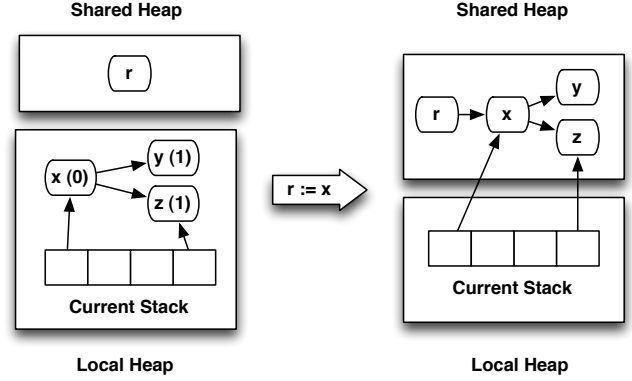 Shared Heap
r
x (0)
y (1)
z (1)
Current Stack
Local Heap
r := x
Shared Heap
r
x
y
z
Current Stack
Local Heap